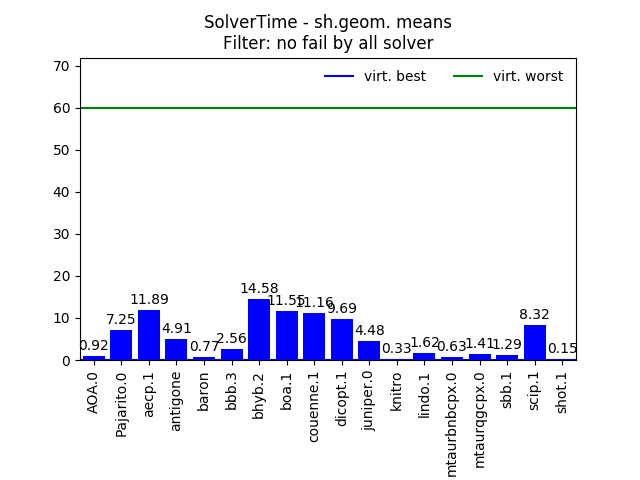 SolverTime - sh.geom. means
Filter: no fail by all solver
virt. best
virt. worst
70
60
50
40
30
20
10
0
0.92
7.25
11.89
4.91
0.77
2.56
14.58
11.55
11.16
9.69
4.48
0.33
1.62
0.63
1.41
1.29
8.32
0.15
AOA.0
Pajarito.0
aecp.1
antigone
baron
bbb.3
bhyb.2
boa.1
couenne.1
dicopt.1
juniper.0
knitro
lindo.1
mtaurbnbcpx.0
mtaurqgcpx.0
sbb.1
scip.1
shot.1